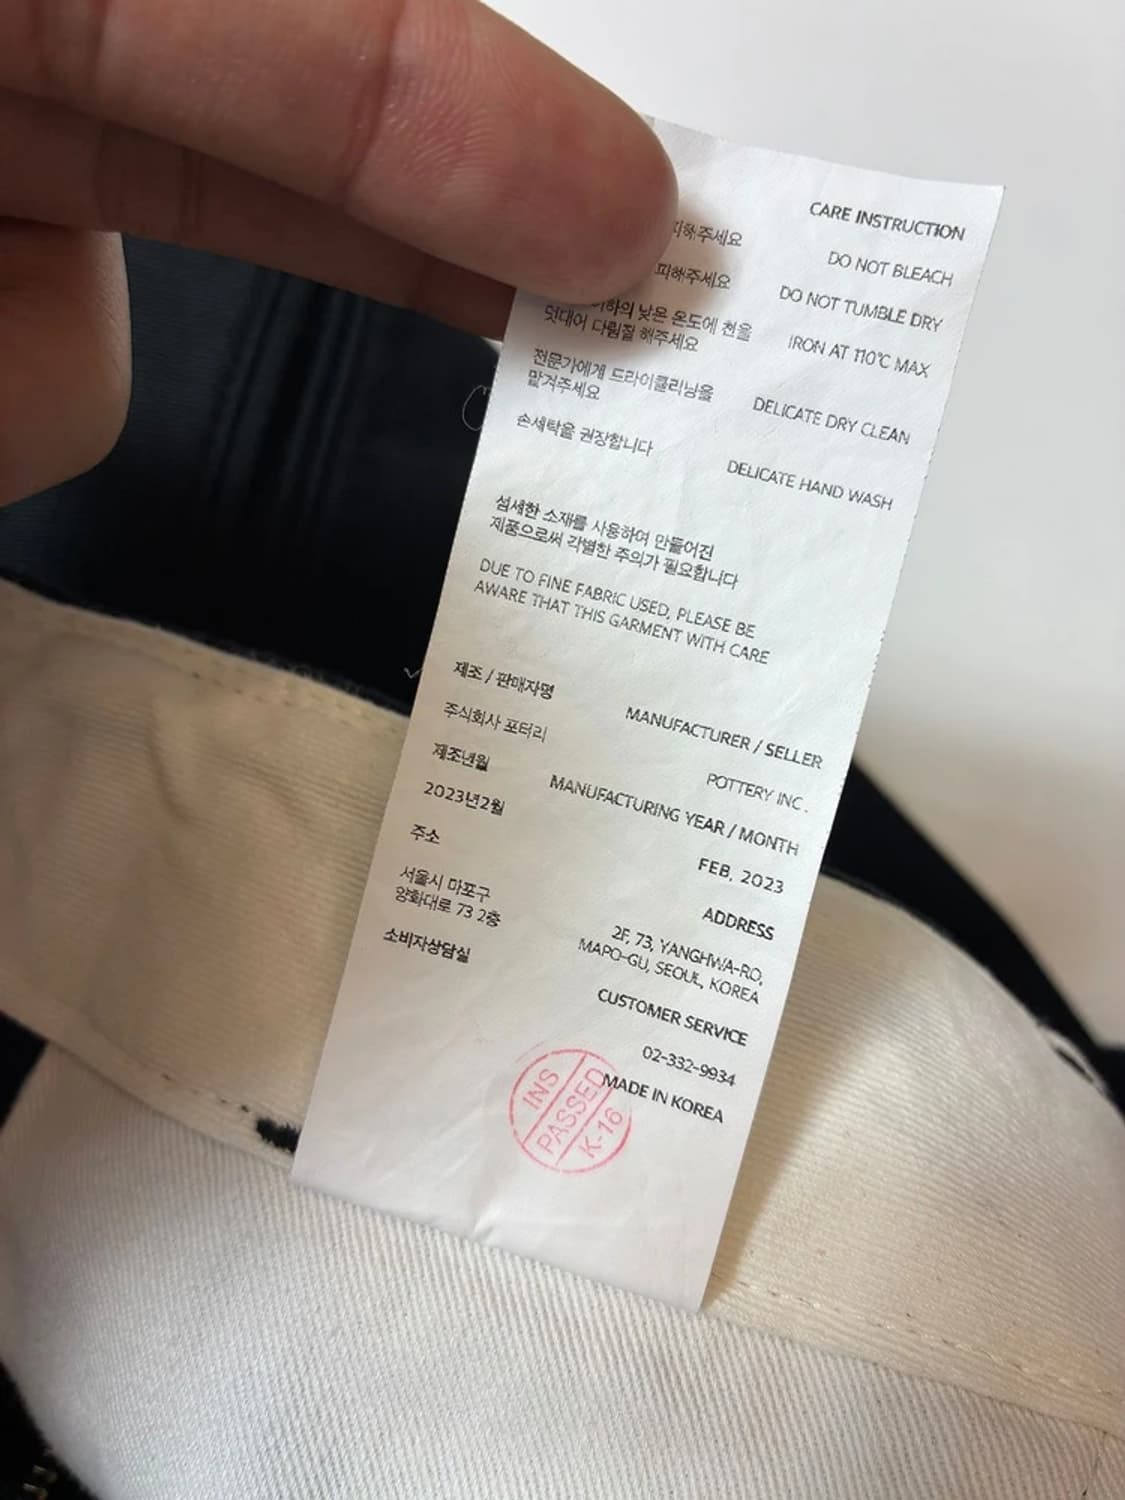 CARE INSTRUCTION
피해주세요
DO NOT BLEACH
피해주세요
DO NOT TUMBLE DRY
이하의 낮은 온도에 천을
덧대어 다림질 해주세요
IRON AT 110℃ MAX
전문가에게 드라이클리닝을
맡겨주세요
DELICATE DRY CLEAN
손세탁을 권장합니다
DELICATE HAND WASH
섬세한 소재를 사용하여 만들어진
제품으로써 각별한 주의가 필요합니다
DUE TO FINE FABRIC USED, PLEASE BE
AWARE THAT THIS GARMENT WITH CARE
제조 / 판매자명
MANUFACTURER / SELLER
주식회사 포터리
POTTERY INC.
제조년월
MANUFACTURING YEAR / MONTH
2023년2월
FEB, 2023
주소
ADDRESS
서울시 마포구
양화대로 73 2층
2F, 73, YANGHWA-RO,
MAPO-GU, SEOUL, KOREA
소비자상담실
CUSTOMER SERVICE
02-332-9934
MADE IN KOREA
INS
PASSED
K-16